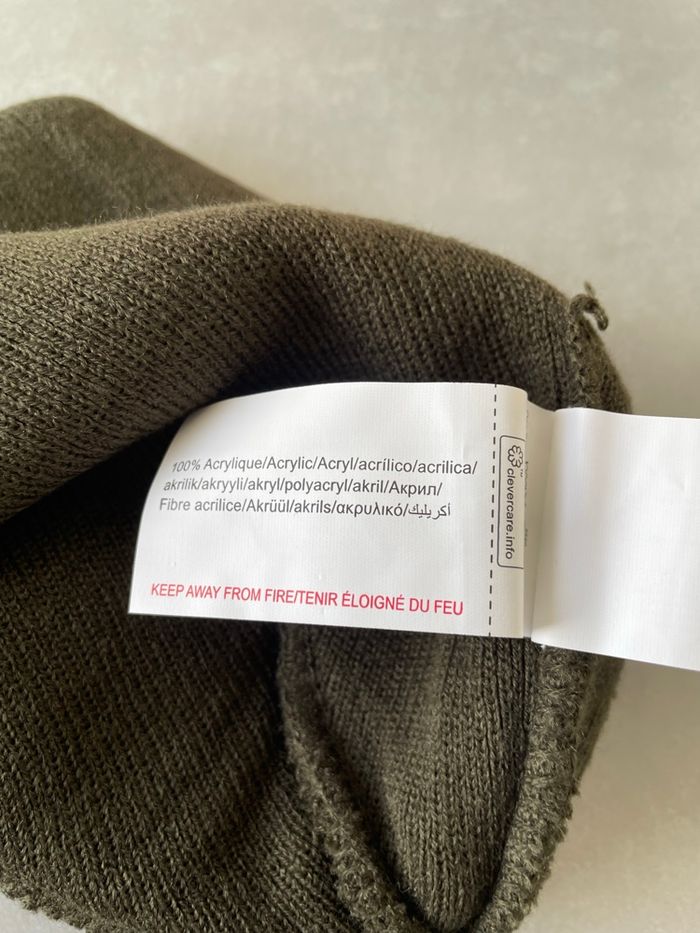 100% Acrylique/Acrylic/Acryl/acrílico/acrilica/
akrilik/akryyli/akryl/polyacryl/akril/Акрил/
Fibre acrilice/Akrüül/akrils/ακρυλικό/أكريليك
KEEP AWAY FROM FIRE/TENIR ÉLOIGNÉ DU FEU
clevercare.info